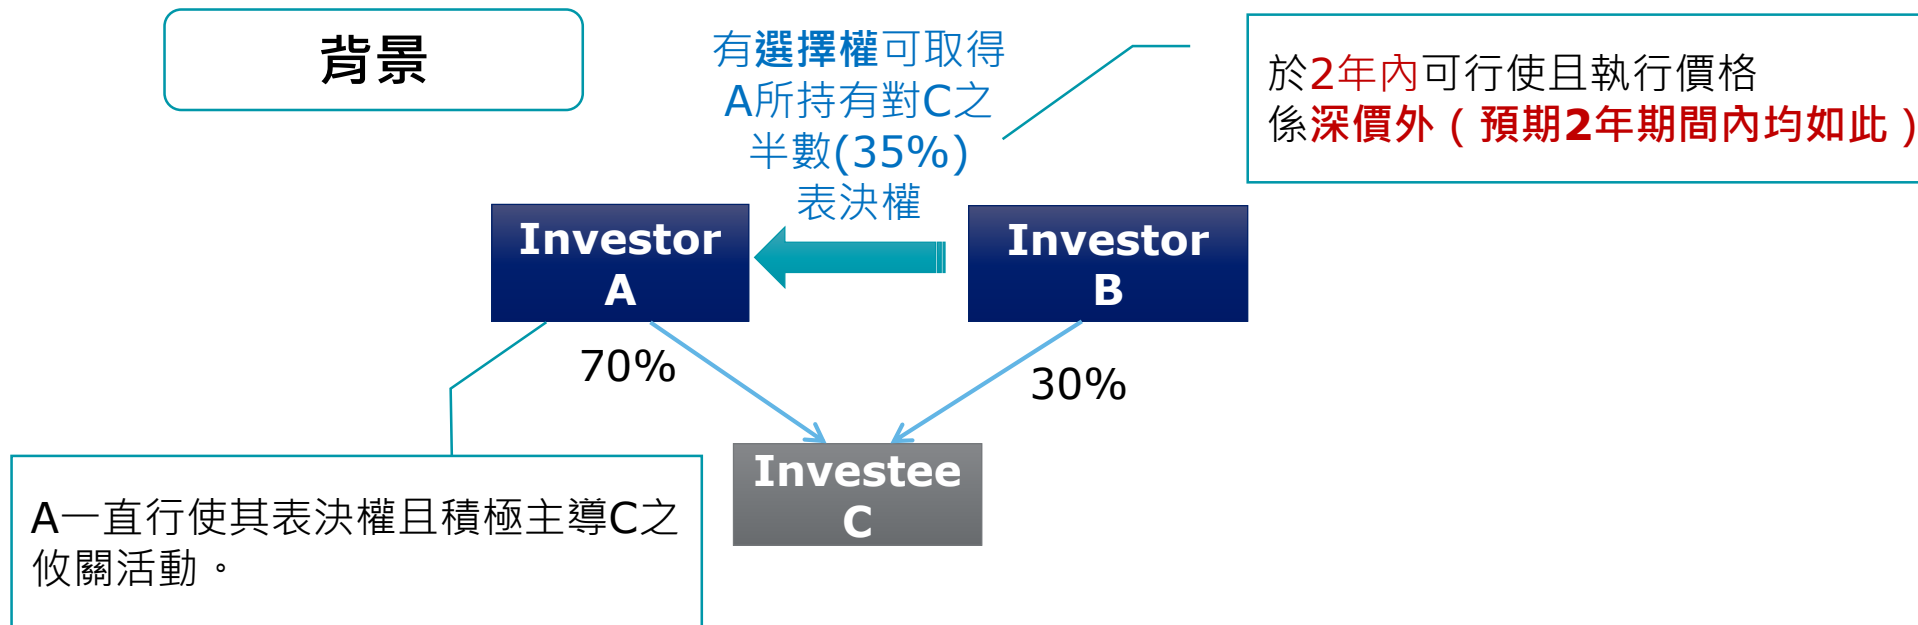 背景
有選擇權可取得
A所持有對C之
半數(35%)
表決權
於2年內可行使且執行價格
係深價外（預期2年期間內均如此）
Investor
A
Investor
B
70%
30%
Investee
C
A一直行使其表決權且積極主導C之
攸關活動。